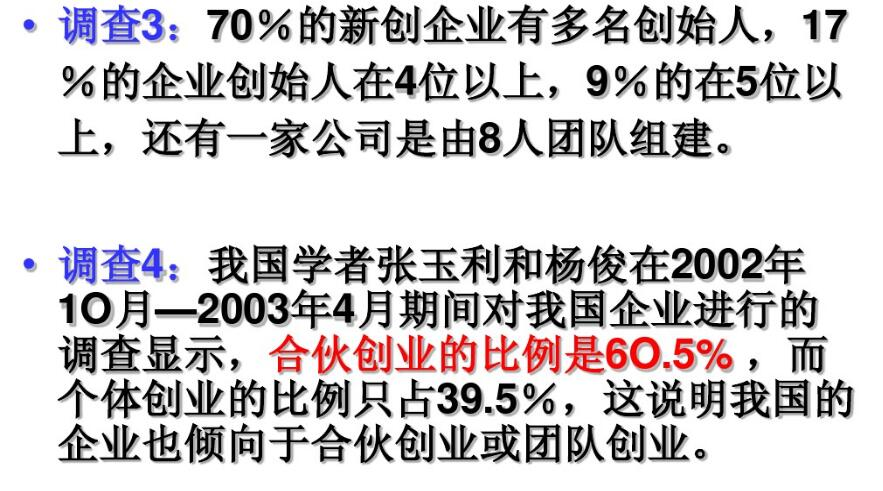 • 调查3：70％的新创企业有多名创始人，17
％的企业创始人在4位以上，9％的在5位以
上，还有一家公司是由8人团队组建。
• 调查4：我国学者张玉利和杨俊在2002年
1O月—2003年4月期间对我国企业进行的
调查显示，合伙创业的比例是6O.5%，而
个体创业的比例只占39.5％，这说明我国的
企业也倾向于合伙创业或团队创业。